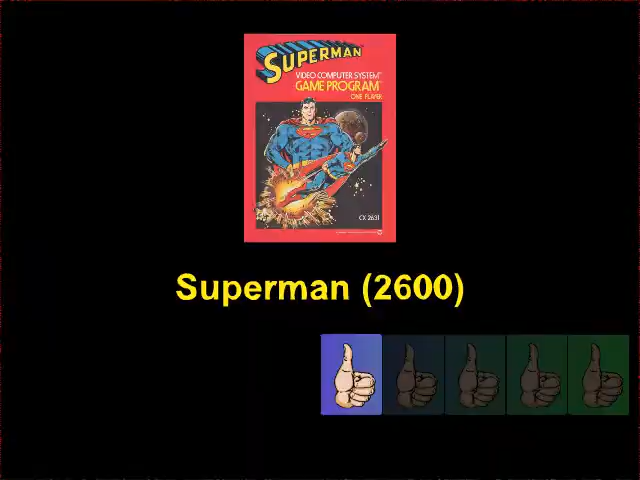 SUPERMAN
VIDEO COMPUTER SYSTEM™
GAME PROGRAM™
ONE PLAYER
CX 2631
Superman (2600)